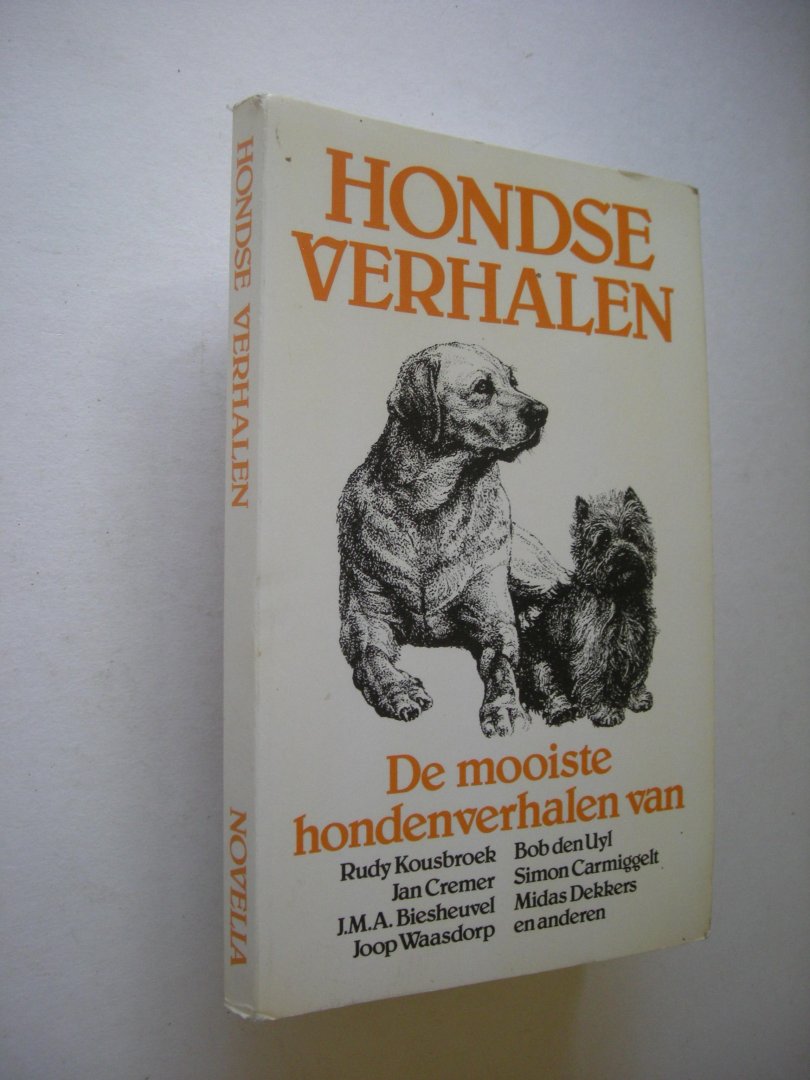 HONDSE VERHALEN
NOVELLA
HONDSE
VERHALEN
De mooiste
hondenverhalen van
Rudy Kousbroek
Jan Cremer
J.M.A. Biesheuvel
Joop Waasdorp
Bob den Uyl
Simon Carmiggelt
Midas Dekkers
en anderen